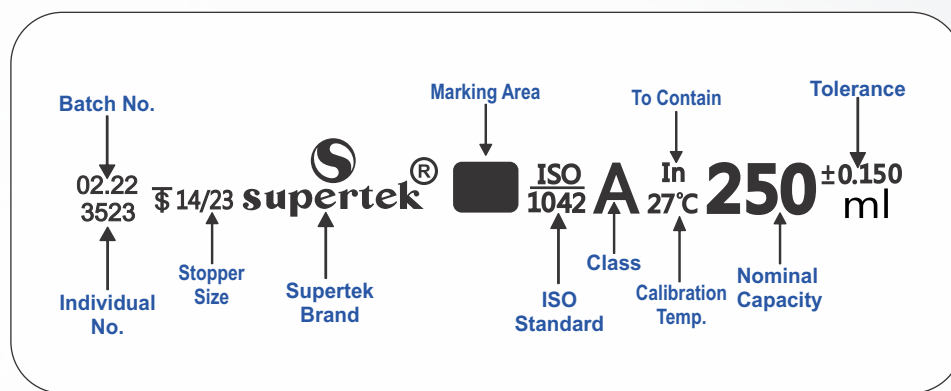 Batch No.
Marking Area
To Contain
Tolerance
02.22
3523
14/23
supertek®
ISO
1042
A
In
27°C
250
±0.150
ml
Individual
No.
Stopper
Size
Supertek
Brand
ISO
Standard
Class
Calibration
Temp.
Nominal
Capacity